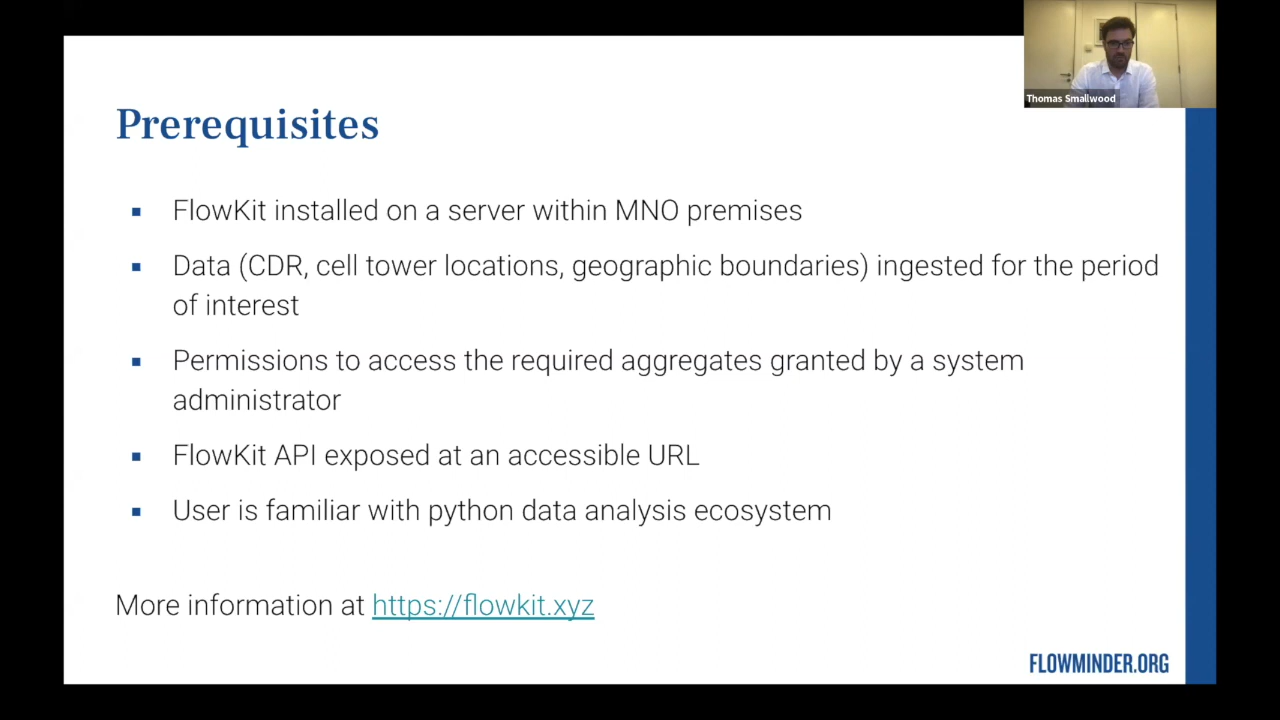 Thomas Smallwood
Prerequisites
▪ FlowKit installed on a server within MNO premises
▪ Data (CDR, cell tower locations, geographic boundaries) ingested for the period
of interest
▪ Permissions to access the required aggregates granted by a system
administrator
▪ FlowKit API exposed at an accessible URL
▪ User is familiar with python data analysis ecosystem
More information at https://flowkit.xyz
FLOWMINDER.ORG